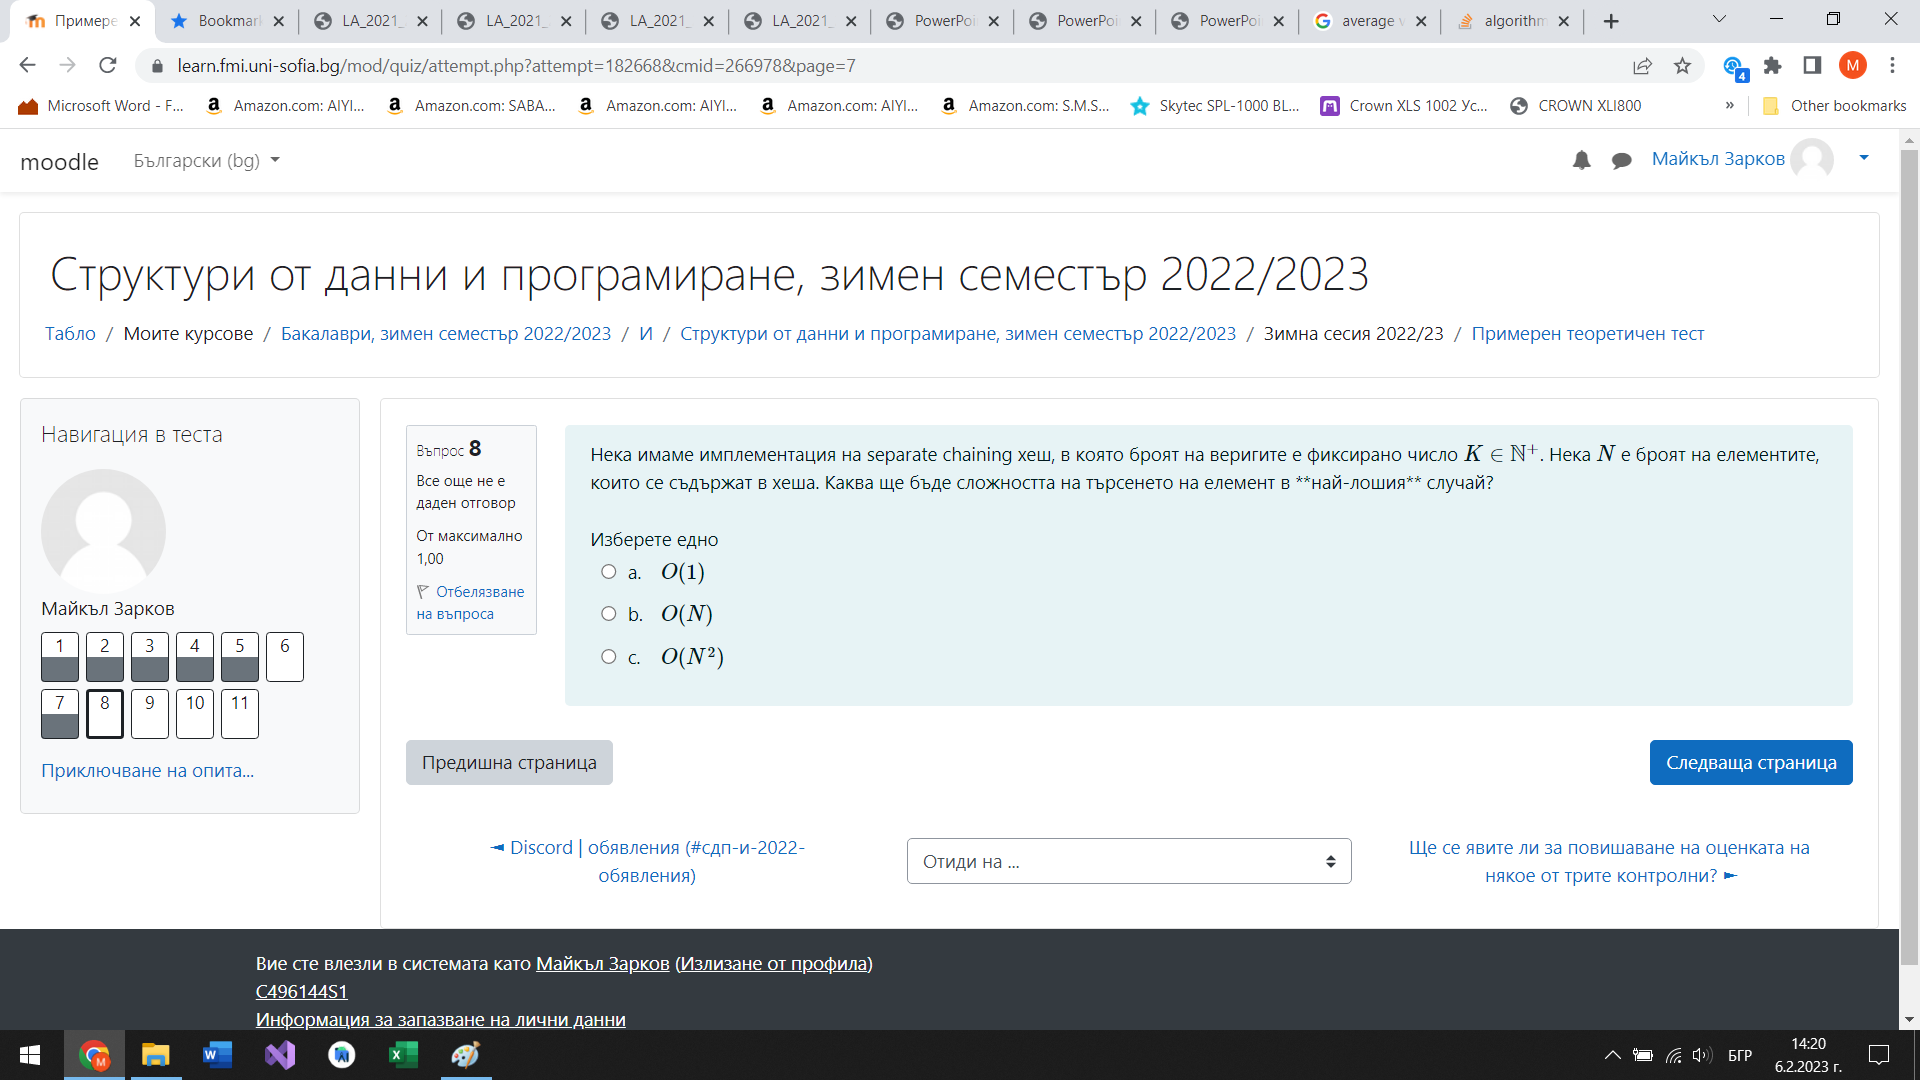 Примере
Bookmar
LA_2021_
LA_2021_
LA_2021_
LA_2021_
PowerPoi
PowerPoi
PowerPoi
average v
algorithm
learn.fmi.uni-sofia.bg/mod/quiz/attempt.php?attempt=182668&cmid=266978&page=7
4
M
Microsoft Word - F...
Amazon.com: AIYI...
Amazon.com: SABA...
Amazon.com: AIYI...
Amazon.com: AIYI...
Amazon.com: S.M.S...
Skytec SPL-1000 BL...
Crown XLS 1002 Ус...
CROWN XLI800
»
Other bookmarks
moodle
Български (bg)
Майкъл Зарков
Структури от данни и програмиране, зимен семестър 2022/2023
Табло / Моите курсове / Бакалаври, зимен семестър 2022/2023 / И / Структури от данни и програмиране, зимен семестър 2022/2023 / Зимна сесия 2022/23 / Примерен теоретичен тест
Навигация в теста
Майкъл Зарков
1 2 3 4 5 6
7 8 9 10 11
Приключване на опита...
Въпрос 8
Все още не е
даден отговор
От максимално
1,00
Отбелязване
на въпроса
Нека имаме имплементация на separate chaining хеш, в която броят на веригите е фиксирано число K ∈ ℕ⁺. Нека N е броят на елементите,
които се съдържат в хеша. Каква ще бъде сложността на търсенето на елемент в **най-лошия** случай?
Изберете едно
a. O(1)
b. O(N)
c. O(N²)
Предишна страница
Следваща страница
◄ Discord | обявления (#сдп-и-2022-
обявления)
Отиди на ...
Ще се явите ли за повишаване на оценката на
някое от трите контролни? ►
Вие сте влезли в системата като Майкъл Зарков (Излизане от профила)
C496144S1
Информация за запазване на лични данни
БГР
14:20
6.2.2023 г.